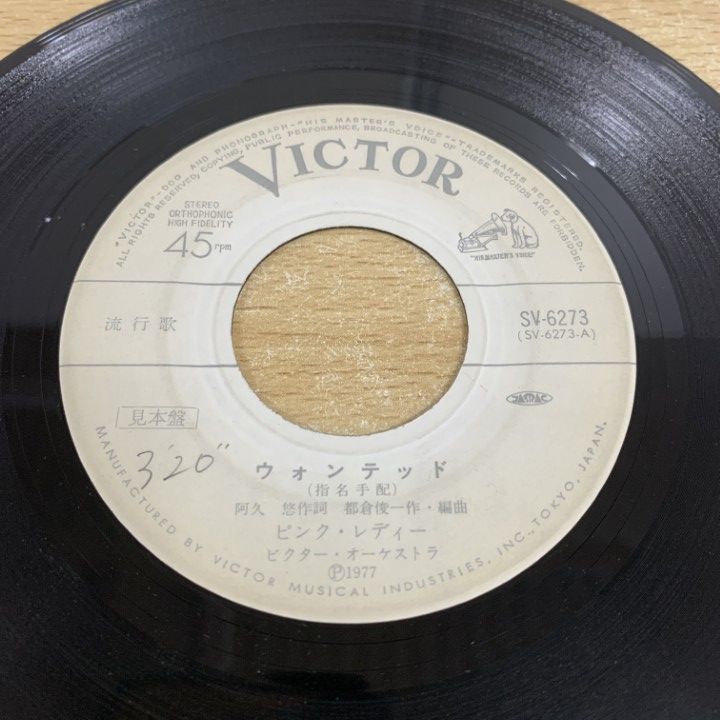 "VICTOR"-DOG AND PHONOGRAPH-"HIS MASTER'S VOICE"-TRADEMARKS REGISTERED.
ALL RIGHTS RESERVED, COPYING, PUBLIC PERFORMANCE, BROADCASTING OF THESE RECORDS ARE FORBIDDEN.
VICTOR
STEREO
ORTHOPHONIC
HIGH FIDELITY
45rpm
"HIS MASTER'S VOICE"
流行歌
SV-6273
(SV-6273-A)
見本盤
JASRAC
3'20"
ウォンテッド
(指名手配)
阿久 悠作詞 都倉俊一作・編曲
ピンク・レディー
ビクター・オーケストラ
Ⓟ1977
MANUFACTURED BY VICTOR MUSICAL INDUSTRIES, INC-TOKYO, JAPAN.